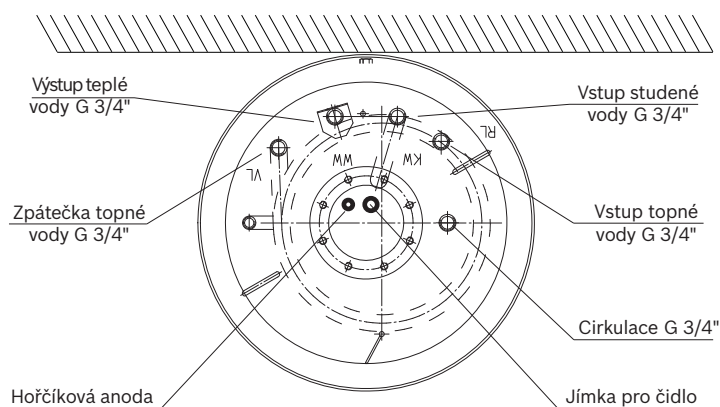 E
Výstup teplé
vody G 3/4"
Vstup studené
vody G 3/4"
RL
WW
KW
VL
Zpátečka topné
vody G 3/4"
Vstup topné
vody G 3/4"
Cirkulace G 3/4"
Hořčíková anoda
Jímka pro čidlo